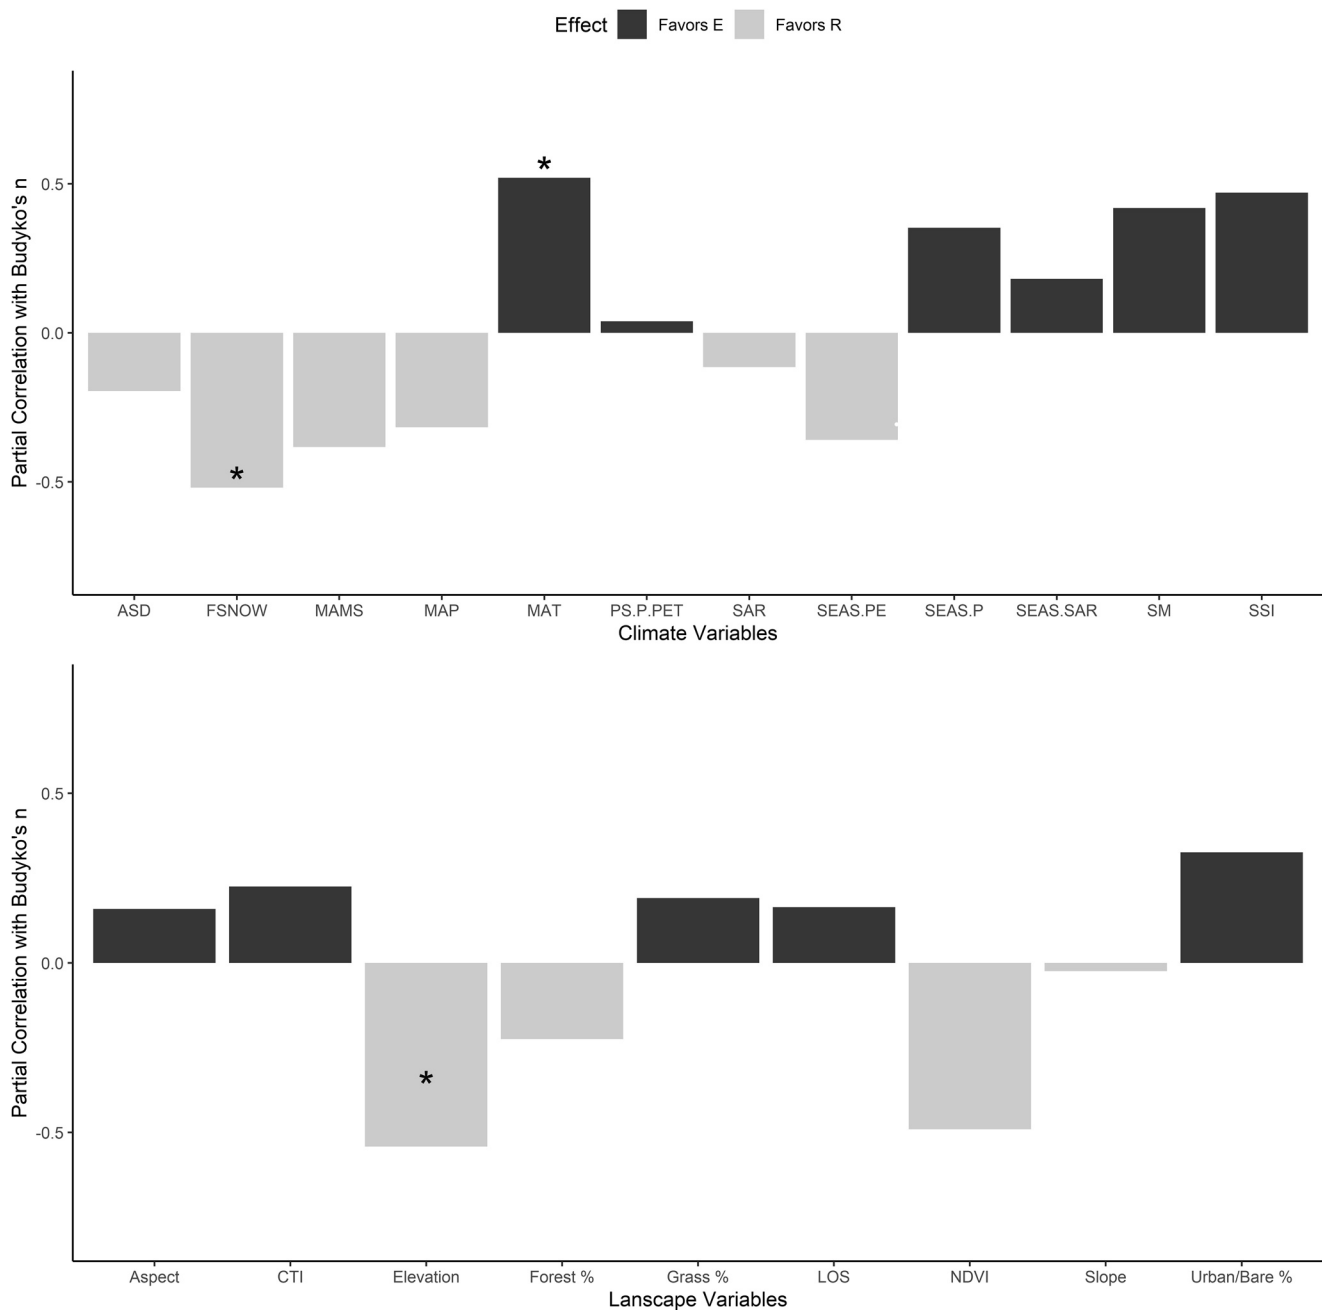 Effect Favors E Favors R
Partial Correlation with Budyko's n
0.5
0.0
-0.5
*
*
ASD FSNOW MAMS MAP MAT PS.P.PET SAR SEAS.PE SEAS.P SEAS.SAR SM SSI
Climate Variables
Partial Correlation with Budyko's n
0.5
0.0
-0.5
*
Aspect CTI Elevation Forest % Grass % LOS NDVI Slope Urban/Bare %
Lanscape Variables